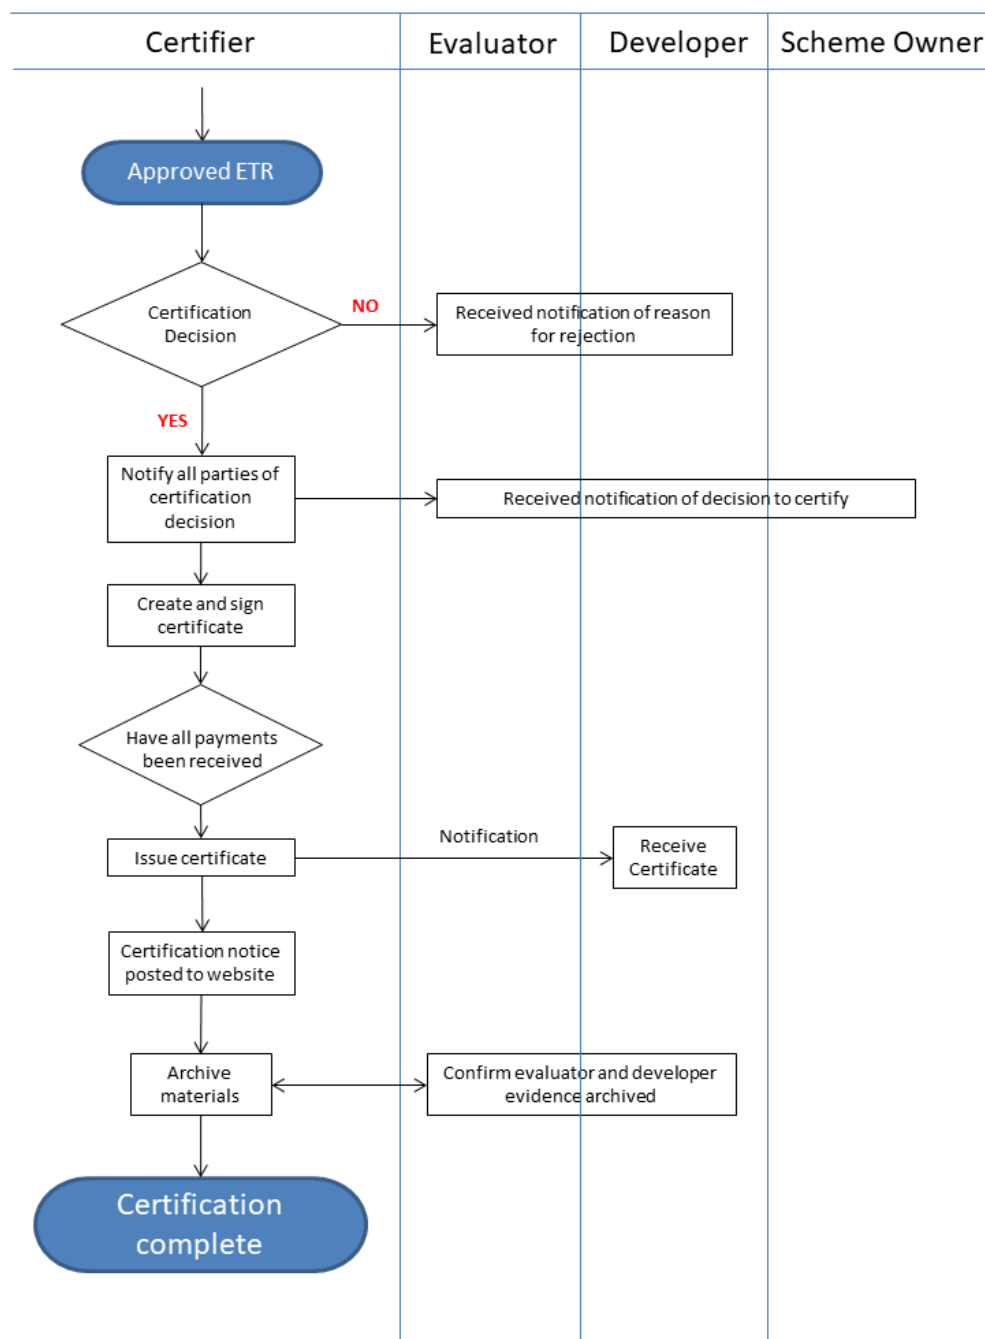 Certifier
Evaluator
Developer
Scheme Owner
Approved ETR
Certification
Decision
NO
Received notification of reason
for rejection
YES
Notify all parties of
certification
decision
Received notification of decision to certify
Create and sign
certificate
Have all payments
been received
Issue certificate
Notification
Receive
Certificate
Certification notice
posted to website
Archive
materials
Confirm evaluator and developer
evidence archived
Certification
complete